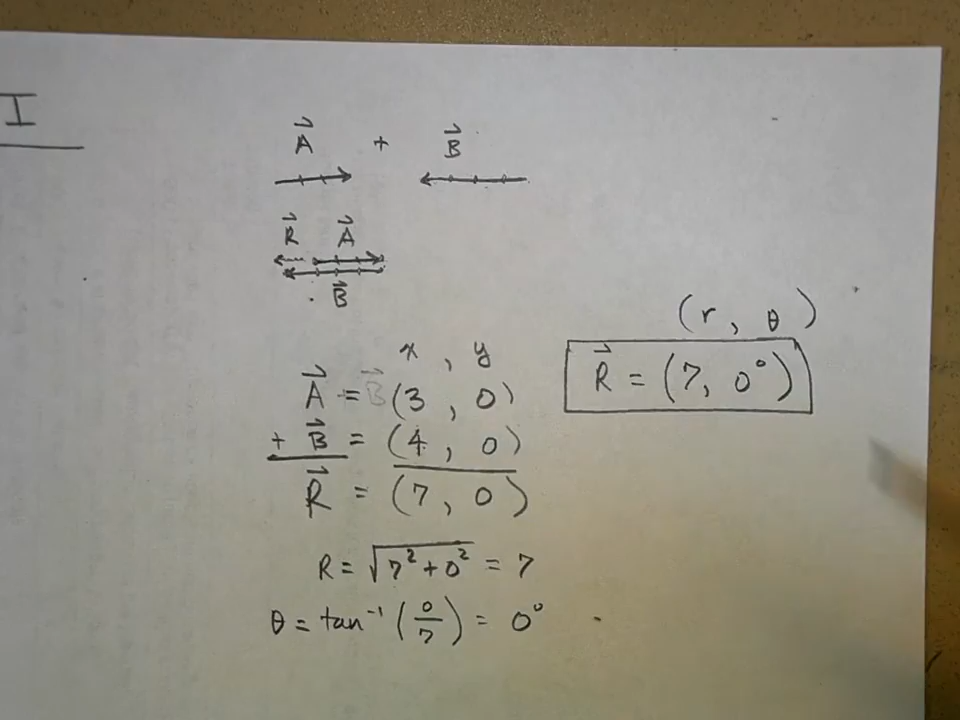 I
A⃗ + B⃗
R⃗ A⃗
B⃗
(r, θ)
x , y
A⃗ = (3 , 0)
R⃗ = (7, 0°)
+ B⃗ = (4 , 0)
R⃗ = (7 , 0)
R = √7² + 0² = 7
θ = tan⁻¹ (0/7) = 0°